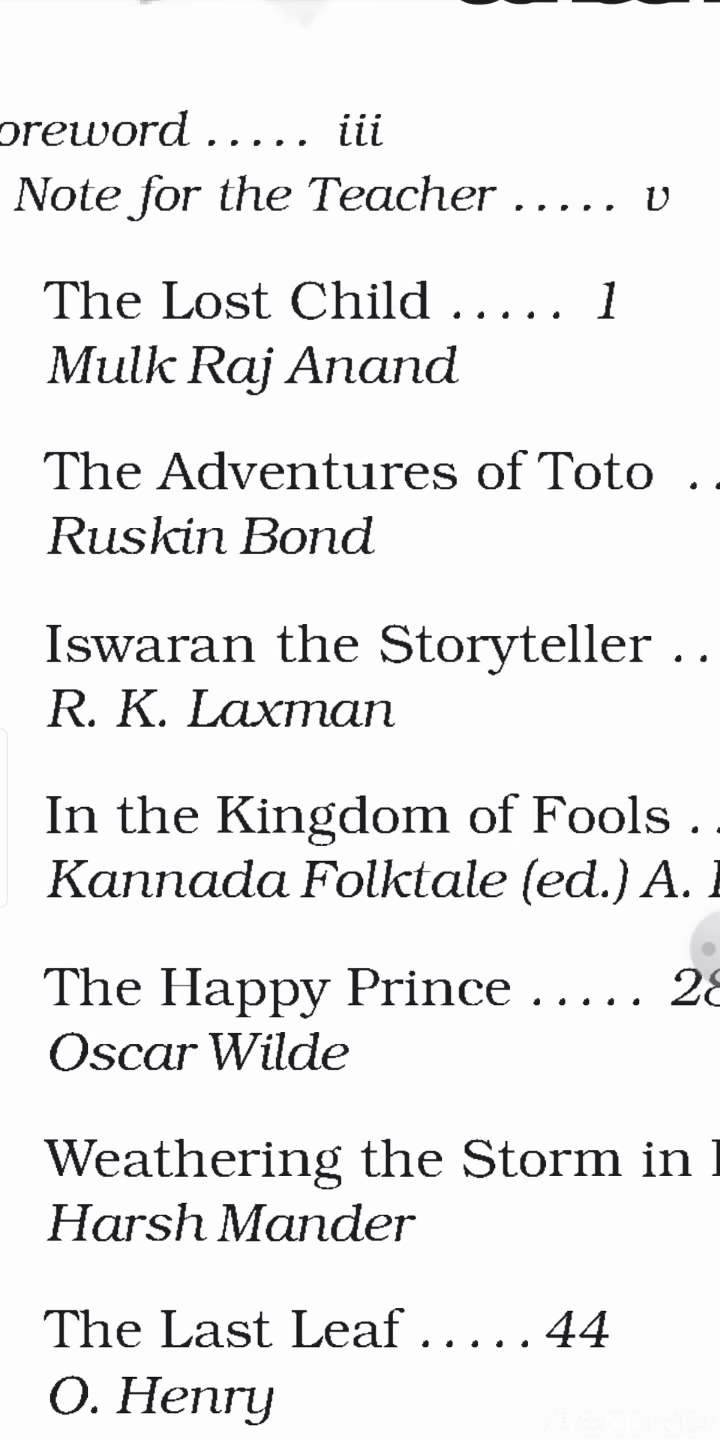 oreword ..... iii
Note for the Teacher ..... v
The Lost Child ..... 1
Mulk Raj Anand
The Adventures of Toto ..
Ruskin Bond
Iswaran the Storyteller ..
R. K. Laxman
In the Kingdom of Fools ..
Kannada Folktale (ed.) A.
The Happy Prince ..... 28
Oscar Wilde
Weathering the Storm in
Harsh Mander
The Last Leaf ..... 44
O. Henry